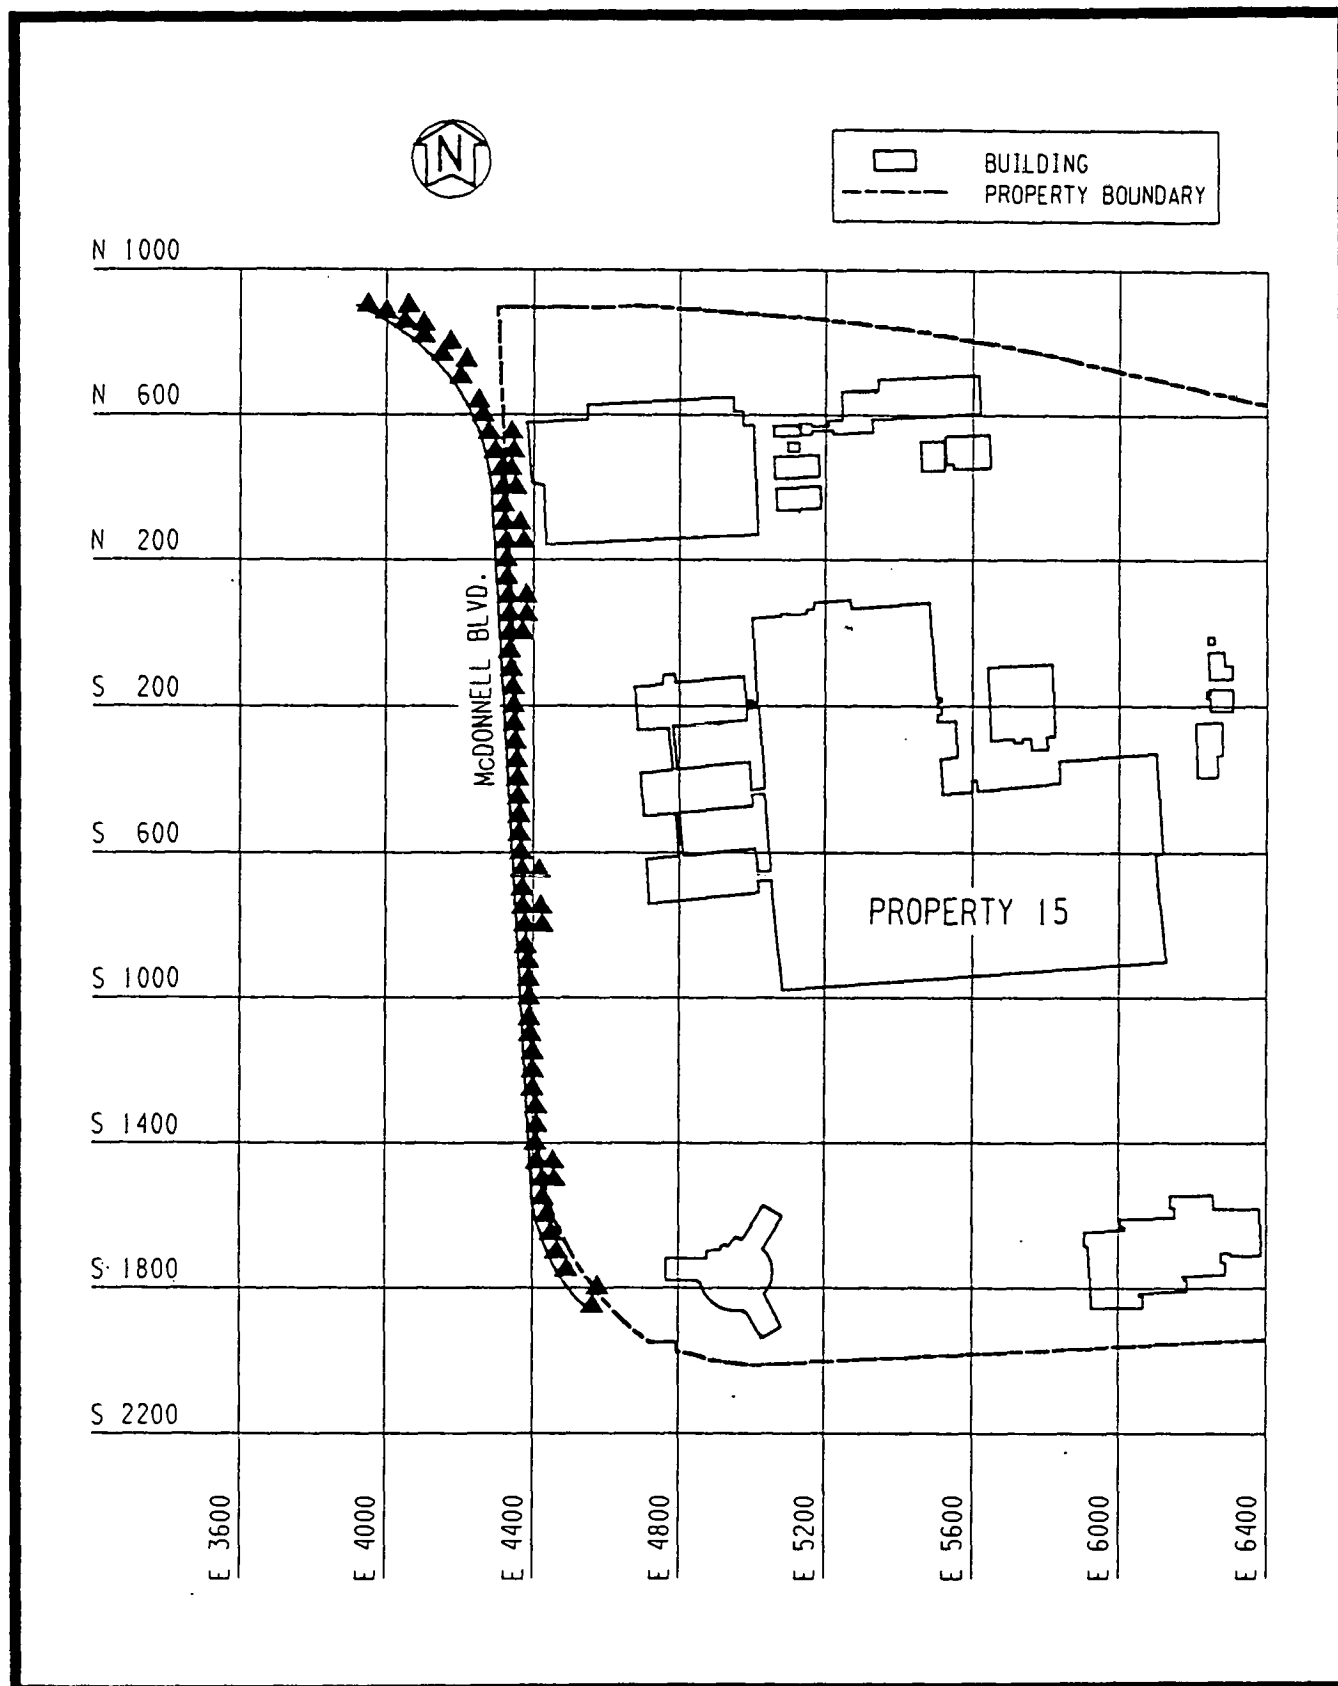 N
BUILDING
PROPERTY BOUNDARY
N 1000
N 600
N 200
McDONNELL BLVD.
S 200
S 600
PROPERTY 15
S 1000
S 1400
S 1800
S 2200
E 3600
E 4000
E 4400
E 4800
E 5200
E 5600
E 6000
E 6400